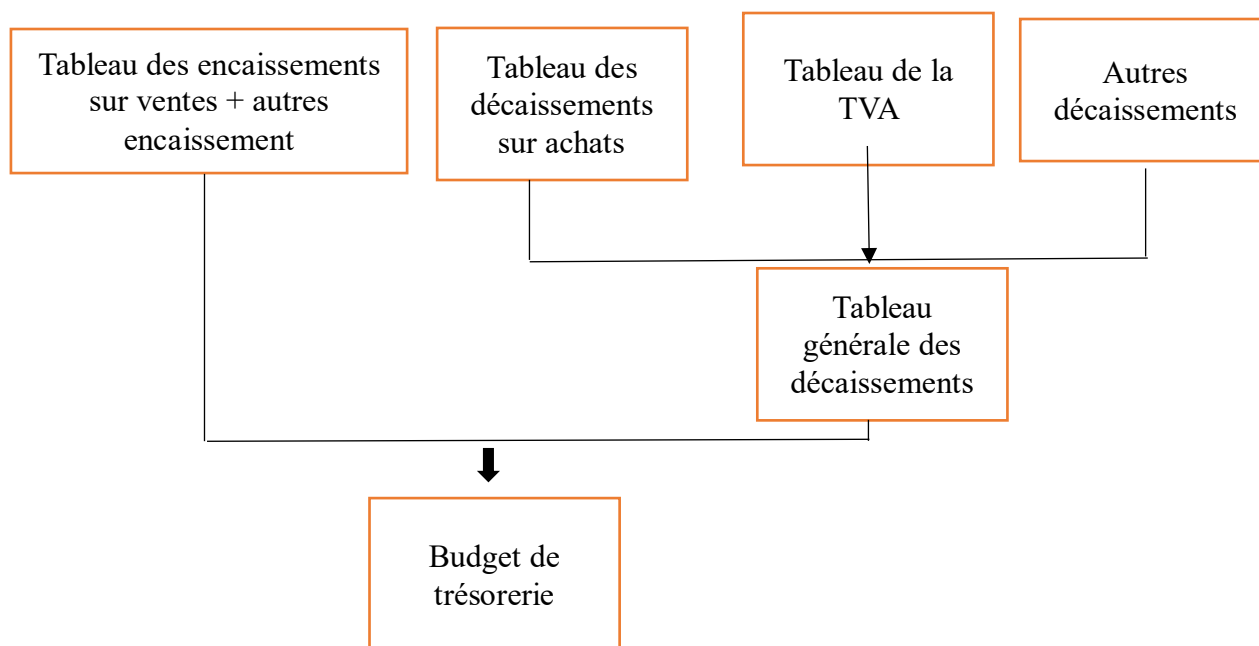 Tableau des encaissements
sur ventes + autres
encaissement
Tableau des
décaissements
sur achats
Tableau de la
TVA
Autres
décaissements
Tableau
générale des
décaissements
Budget de
trésorerie